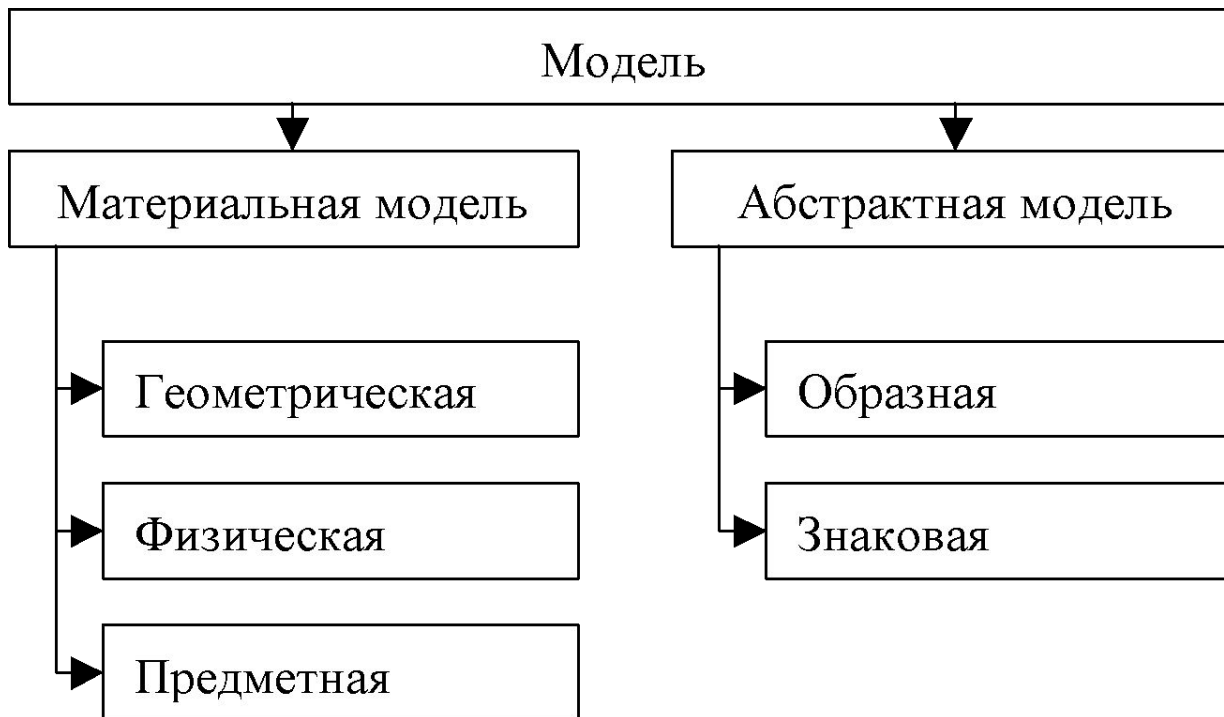 Модель
Материальная модель
Абстрактная модель
Геометрическая
Образная
Физическая
Знаковая
Предметная